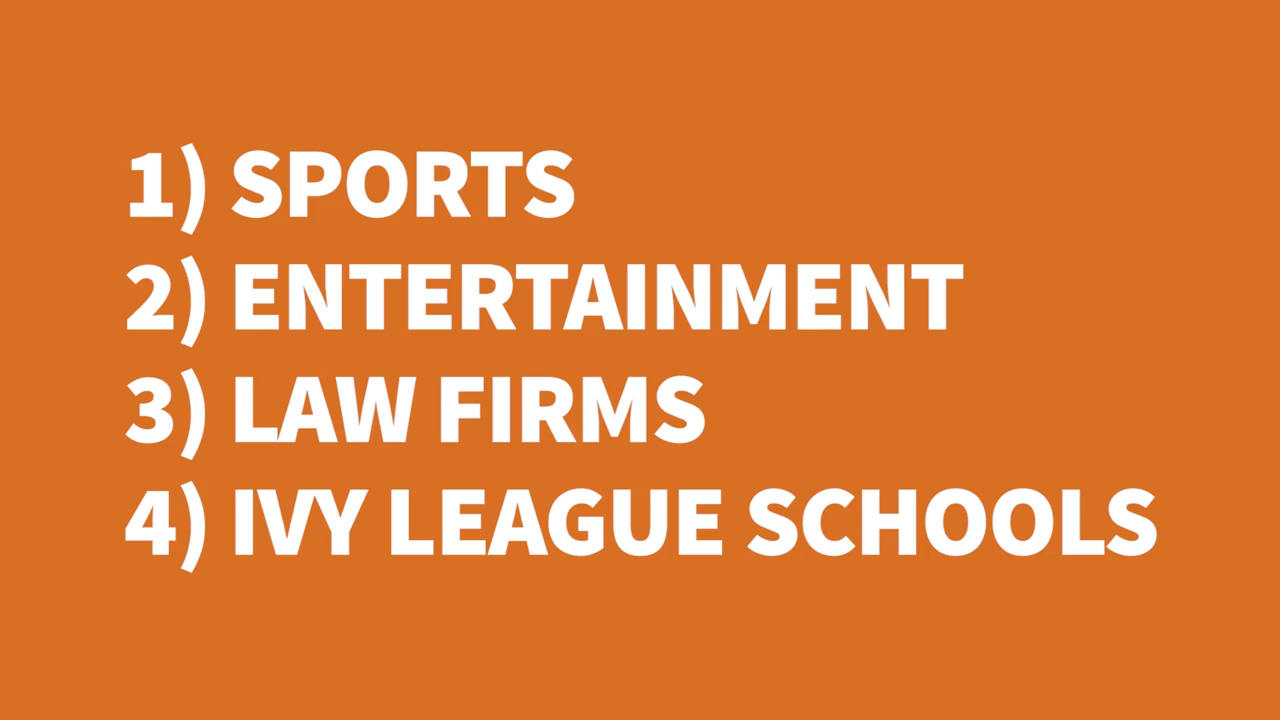 1) SPORTS
2) ENTERTAINMENT
3) LAW FIRMS
4) IVY LEAGUE SCHOOLS